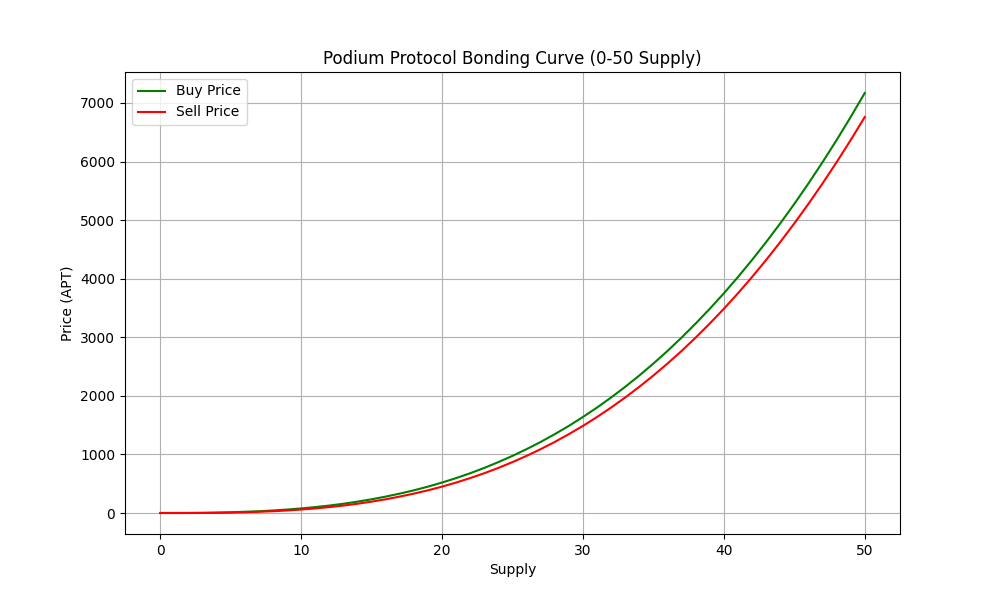 Podium Protocol Bonding Curve (0-50 Supply)
Buy Price
Sell Price
7000
6000
5000
4000
3000
2000
1000
0
Price (APT)
0 10 20 30 40 50
Supply